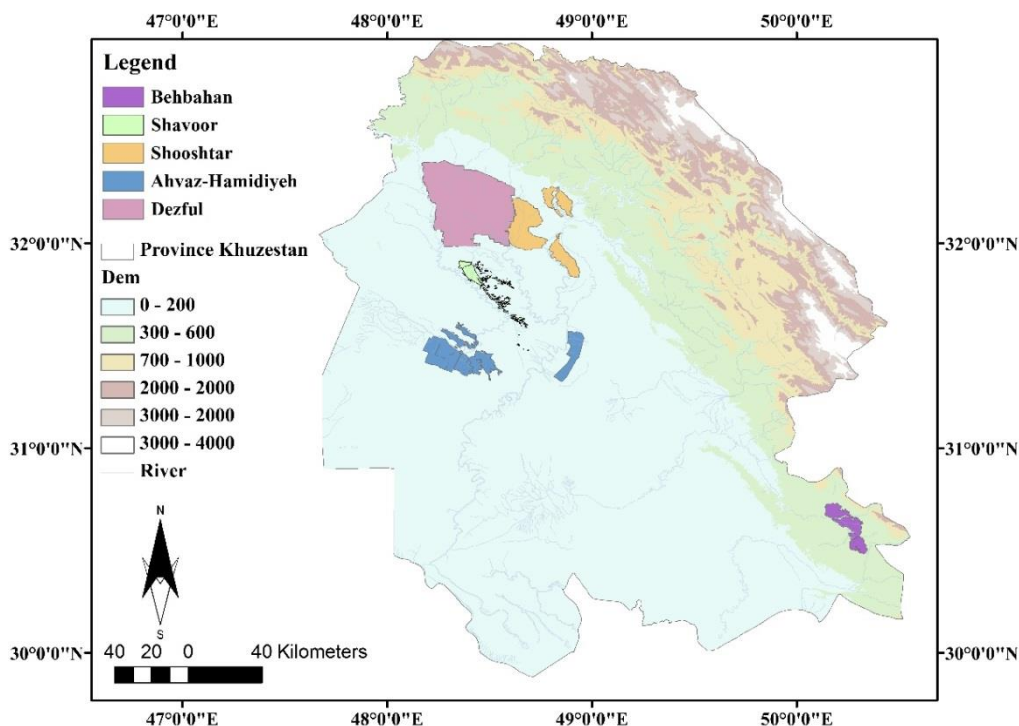 47°0'0"E 48°0'0"E 49°0'0"E 50°0'0"E
Legend
Behbahan
Shavoor
Shooshtar
Ahvaz-Hamidiyeh
Dezful
Province Khuzestan
Dem
0 - 200
300 - 600
700 - 1000
2000 - 2000
3000 - 2000
3000 - 4000
River
N
S
40 20 0 40 Kilometers
32°0'0"N 32°0'0"N
31°0'0"N 31°0'0"N
30°0'0"N 30°0'0"N
47°0'0"E 48°0'0"E 49°0'0"E 50°0'0"E